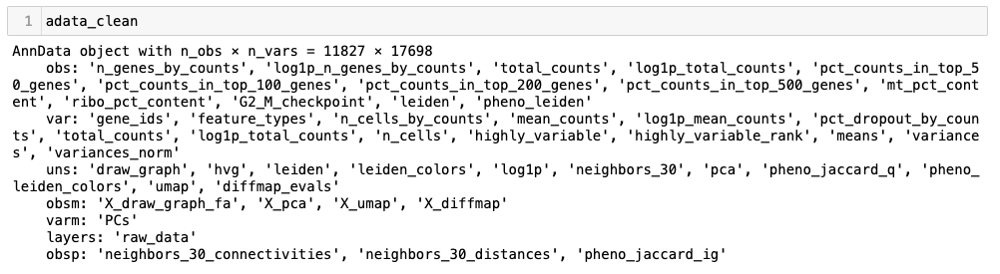 1 adata_clean
AnnData object with n_obs × n_vars = 11827 × 17698
    obs: 'n_genes_by_counts', 'log1p_n_genes_by_counts', 'total_counts', 'log1p_total_counts', 'pct_counts_in_top_5
0_genes', 'pct_counts_in_top_100_genes', 'pct_counts_in_top_200_genes', 'pct_counts_in_top_500_genes', 'mt_pct_cont
ent', 'ribo_pct_content', 'G2_M_checkpoint', 'leiden', 'pheno_leiden'
    var: 'gene_ids', 'feature_types', 'n_cells_by_counts', 'mean_counts', 'log1p_mean_counts', 'pct_dropout_by_coun
ts', 'total_counts', 'log1p_total_counts', 'n_cells', 'highly_variable', 'highly_variable_rank', 'means', 'variance
s', 'variances_norm'
    uns: 'draw_graph', 'hvg', 'leiden', 'leiden_colors', 'log1p', 'neighbors_30', 'pca', 'pheno_jaccard_q', 'pheno_
leiden_colors', 'umap', 'diffmap_evals'
    obsm: 'X_draw_graph_fa', 'X_pca', 'X_umap', 'X_diffmap'
    varm: 'PCs'
    layers: 'raw_data'
    obsp: 'neighbors_30_connectivities', 'neighbors_30_distances', 'pheno_jaccard_ig'